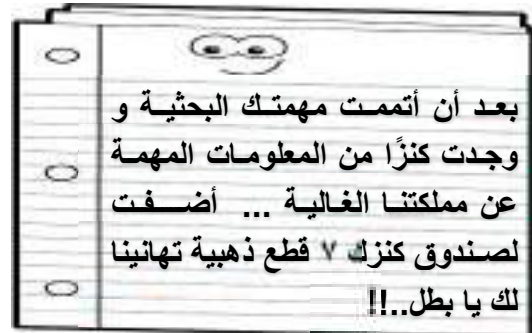 بعد أن أتممت مهمتك البحثية و
وجدت كنزًا من المعلومات المهمة
عن مملكتنا الغالية ... أضفت
لصندوق كنزك ٧ قطع ذهبية تهانينا
لك يا بطل..!!